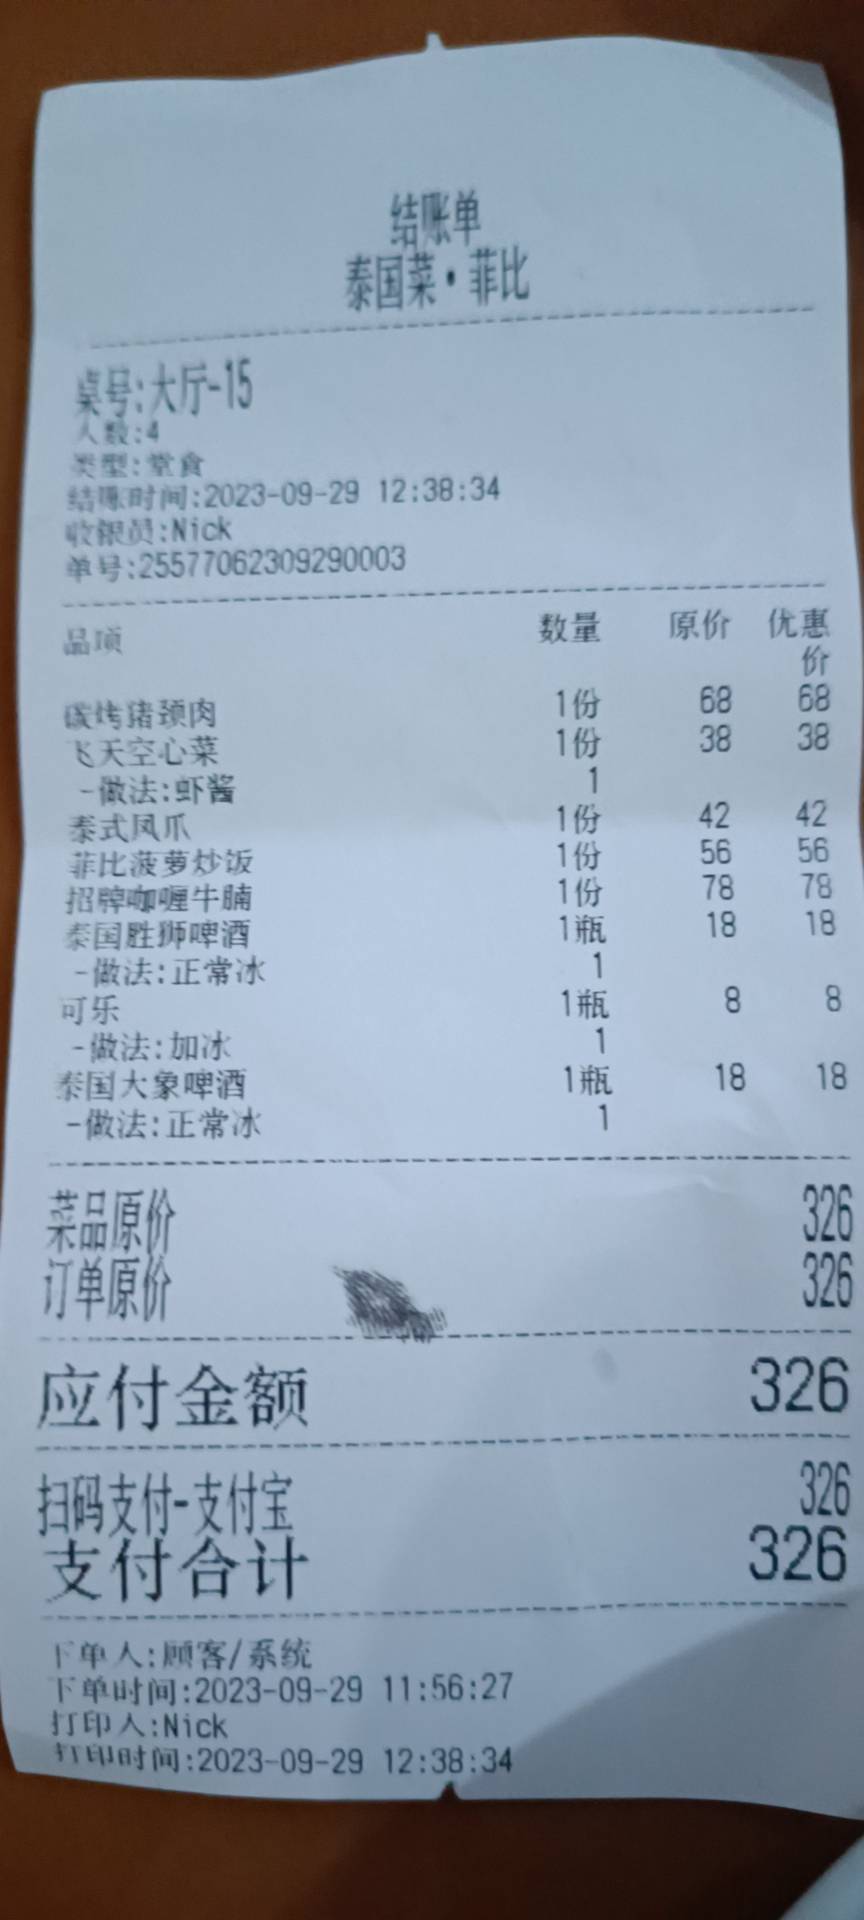 结账单
泰国菜·菲比
桌号:大厅-15
人数:4
类型:堂食
结账时间:2023-09-29 12:38:34
收银员:Nick
单号:25577062309290003
品项 数量 原价 优惠价
碳烤猪颈肉 1份 68 68
飞天空心菜 1份 38 38
-做法:虾酱 1
泰式凤爪 1份 42 42
菲比菠萝炒饭 1份 56 56
招牌咖喱牛腩 1份 78 78
泰国胜狮啤酒 1瓶 18 18
-做法:正常冰 1
可乐 1瓶 8 8
-做法:加冰 1
泰国大象啤酒 1瓶 18 18
-做法:正常冰 1
菜品原价 326
订单原价 326
应付金额 326
扫码支付-支付宝 326
支付合计 326
下单人:顾客/系统
下单时间:2023-09-29 11:56:27
打印人:Nick
打印时间:2023-09-29 12:38:34